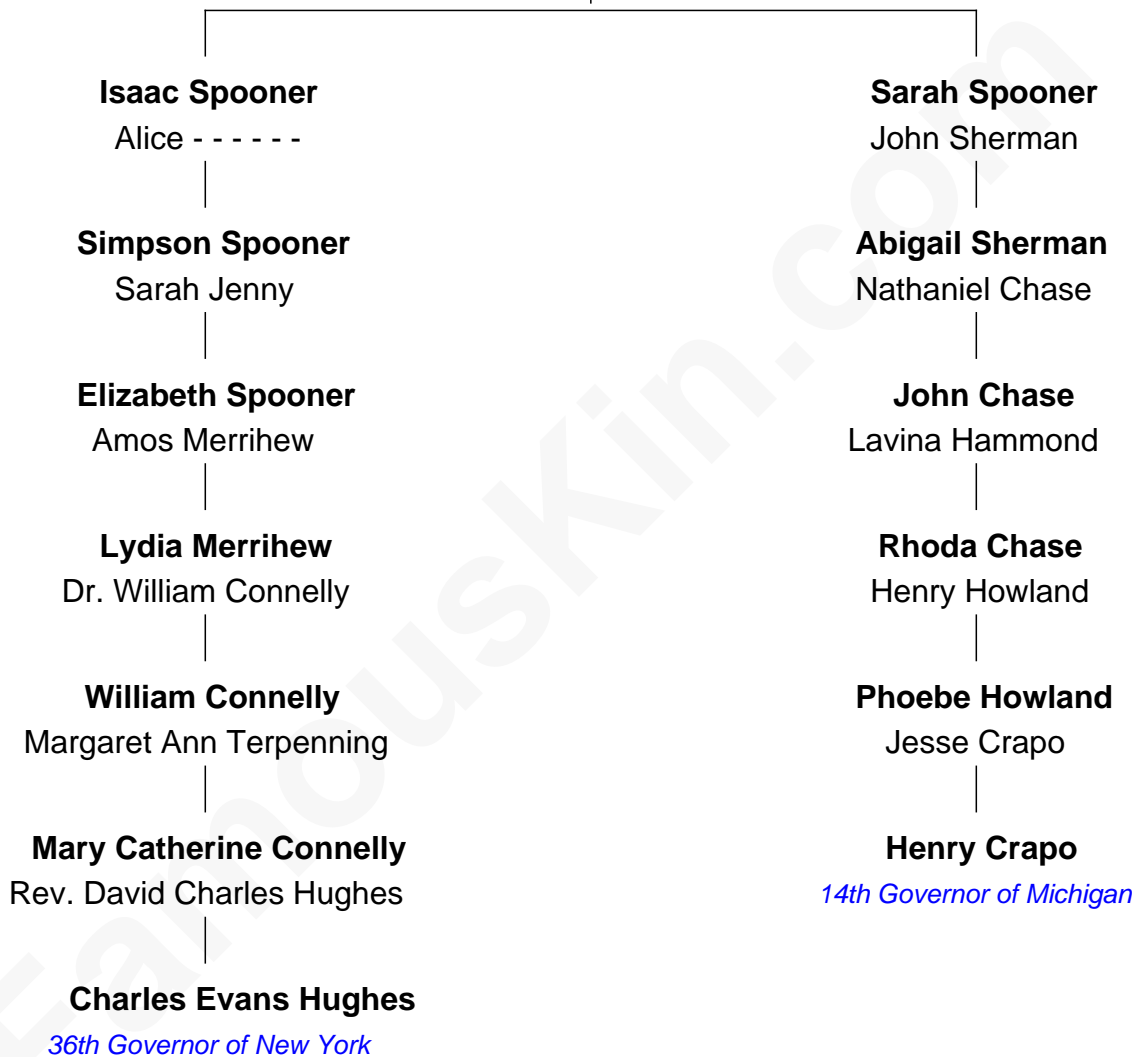 Isaac Spooner
Alice - - - - - -
Simpson Spooner
Sarah Jenny
Elizabeth Spooner
Amos Merrihew
Lydia Merrihew
Dr. William Connelly
William Connelly
Margaret Ann Terpenning
Mary Catherine Connelly
Rev. David Charles Hughes
Charles Evans Hughes
36th Governor of New York
Sarah Spooner
John Sherman
Abigail Sherman
Nathaniel Chase
John Chase
Lavina Hammond
Rhoda Chase
Henry Howland
Phoebe Howland
Jesse Crapo
Henry Crapo
14th Governor of Michigan
FamousKin.com